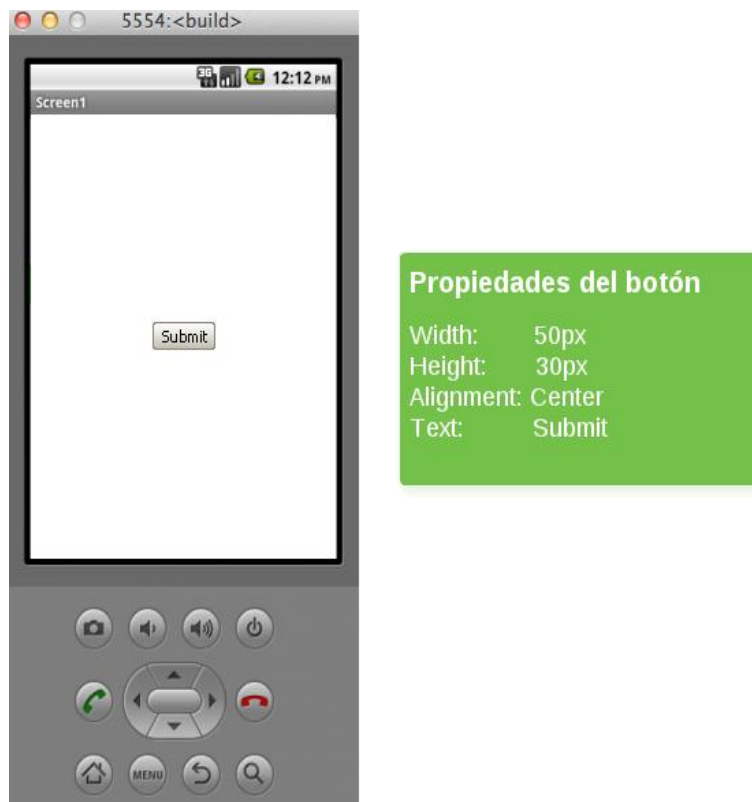 5554:<build>
3G
12:12 PM
Screen1
Submit
Propiedades del botón
Width: 50px
Height: 30px
Alignment: Center
Text: Submit
MENU